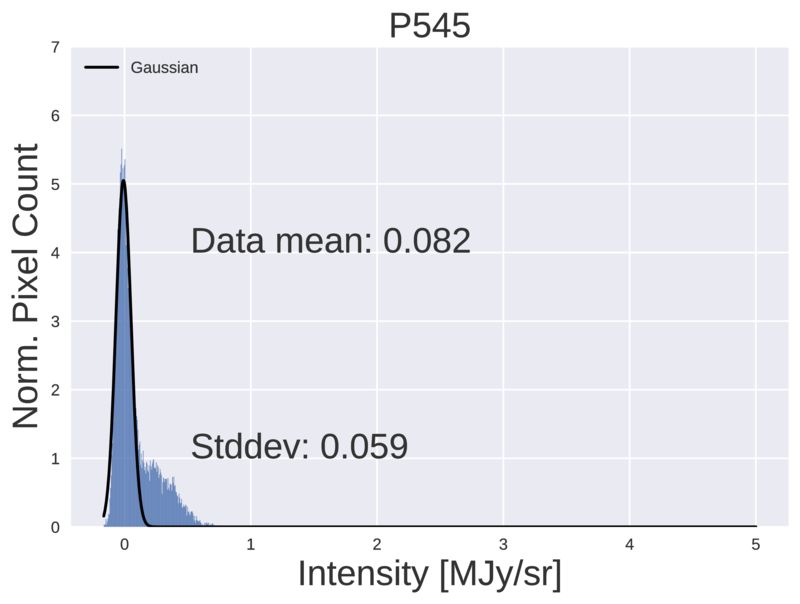 P545
7
Gaussian
6
5
Data mean: 0.082
4
3
2
Stddev: 0.059
1
0
0 1 2 3 4 5
Norm. Pixel Count
Intensity [MJy/sr]